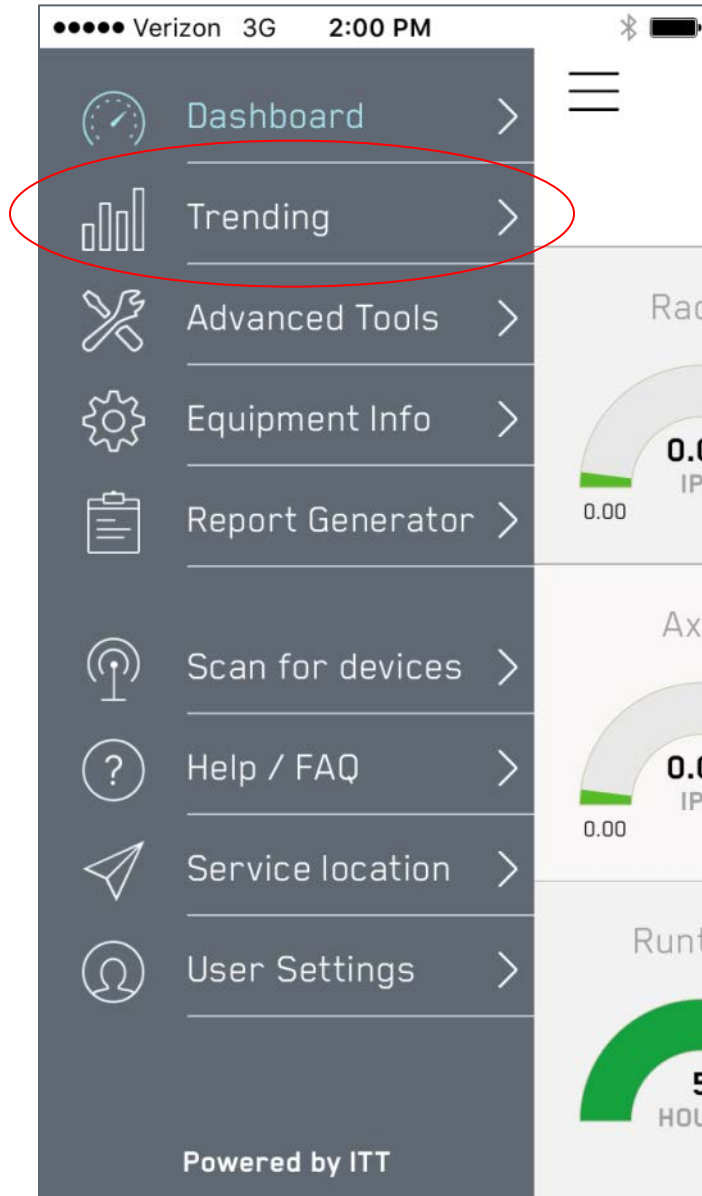 Verizon 3G 2:00 PM
Dashboard
Trending
Advanced Tools
Equipment Info
Report Generator
Scan for devices
?
Help / FAQ
Service location
User Settings
Powered by ITT
0.00
0.00